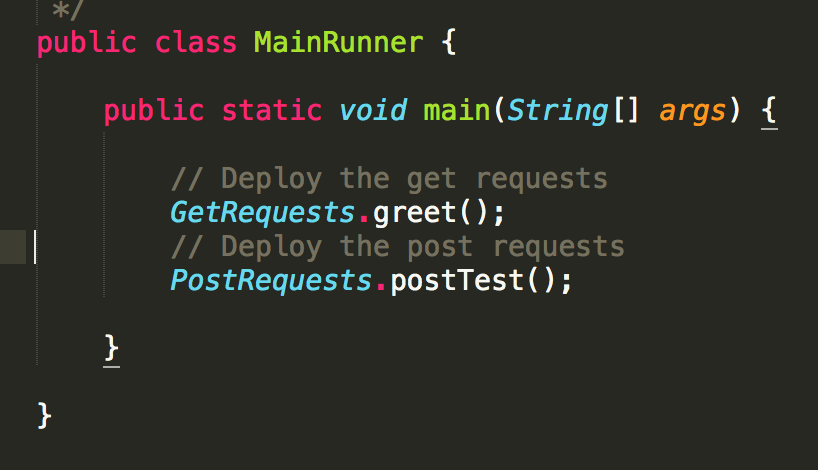 */
public class MainRunner {
public static void main(String[] args) {
// Deploy the get requests
GetRequests.greet();
// Deploy the post requests
PostRequests.postTest();
}
}